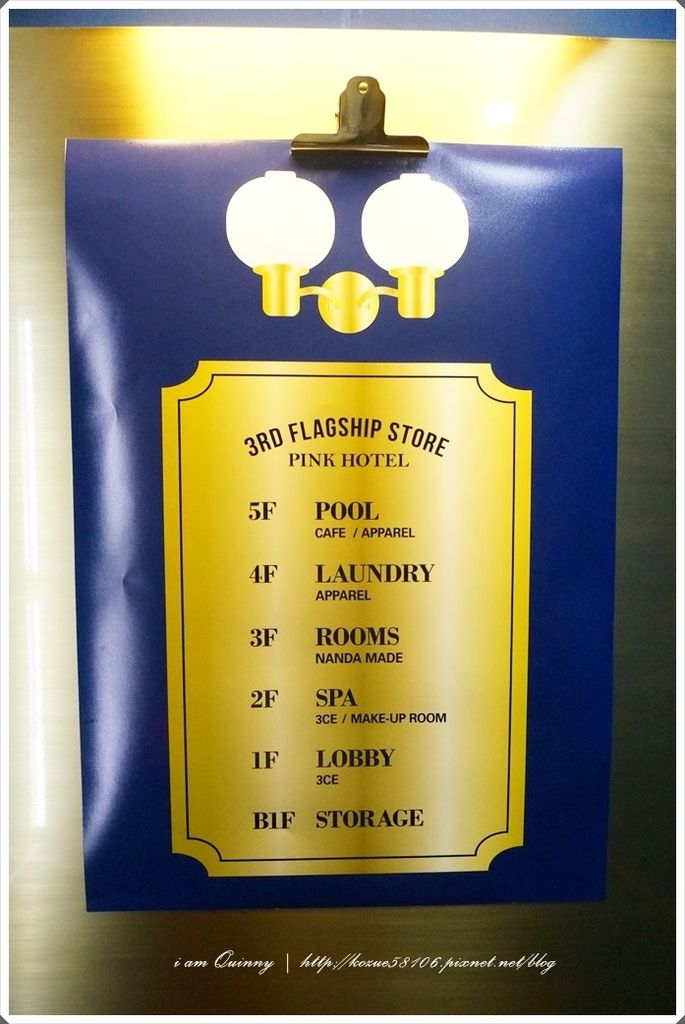 3RD FLAGSHIP STORE
PINK HOTEL
5F POOL
CAFE / APPAREL
4F LAUNDRY
APPAREL
3F ROOMS
NANDA MADE
2F SPA
3CE / MAKE-UP ROOM
1F LOBBY
3CE
B1F STORAGE
i am Quinny | http://kozue58106.pixnet.net/blog